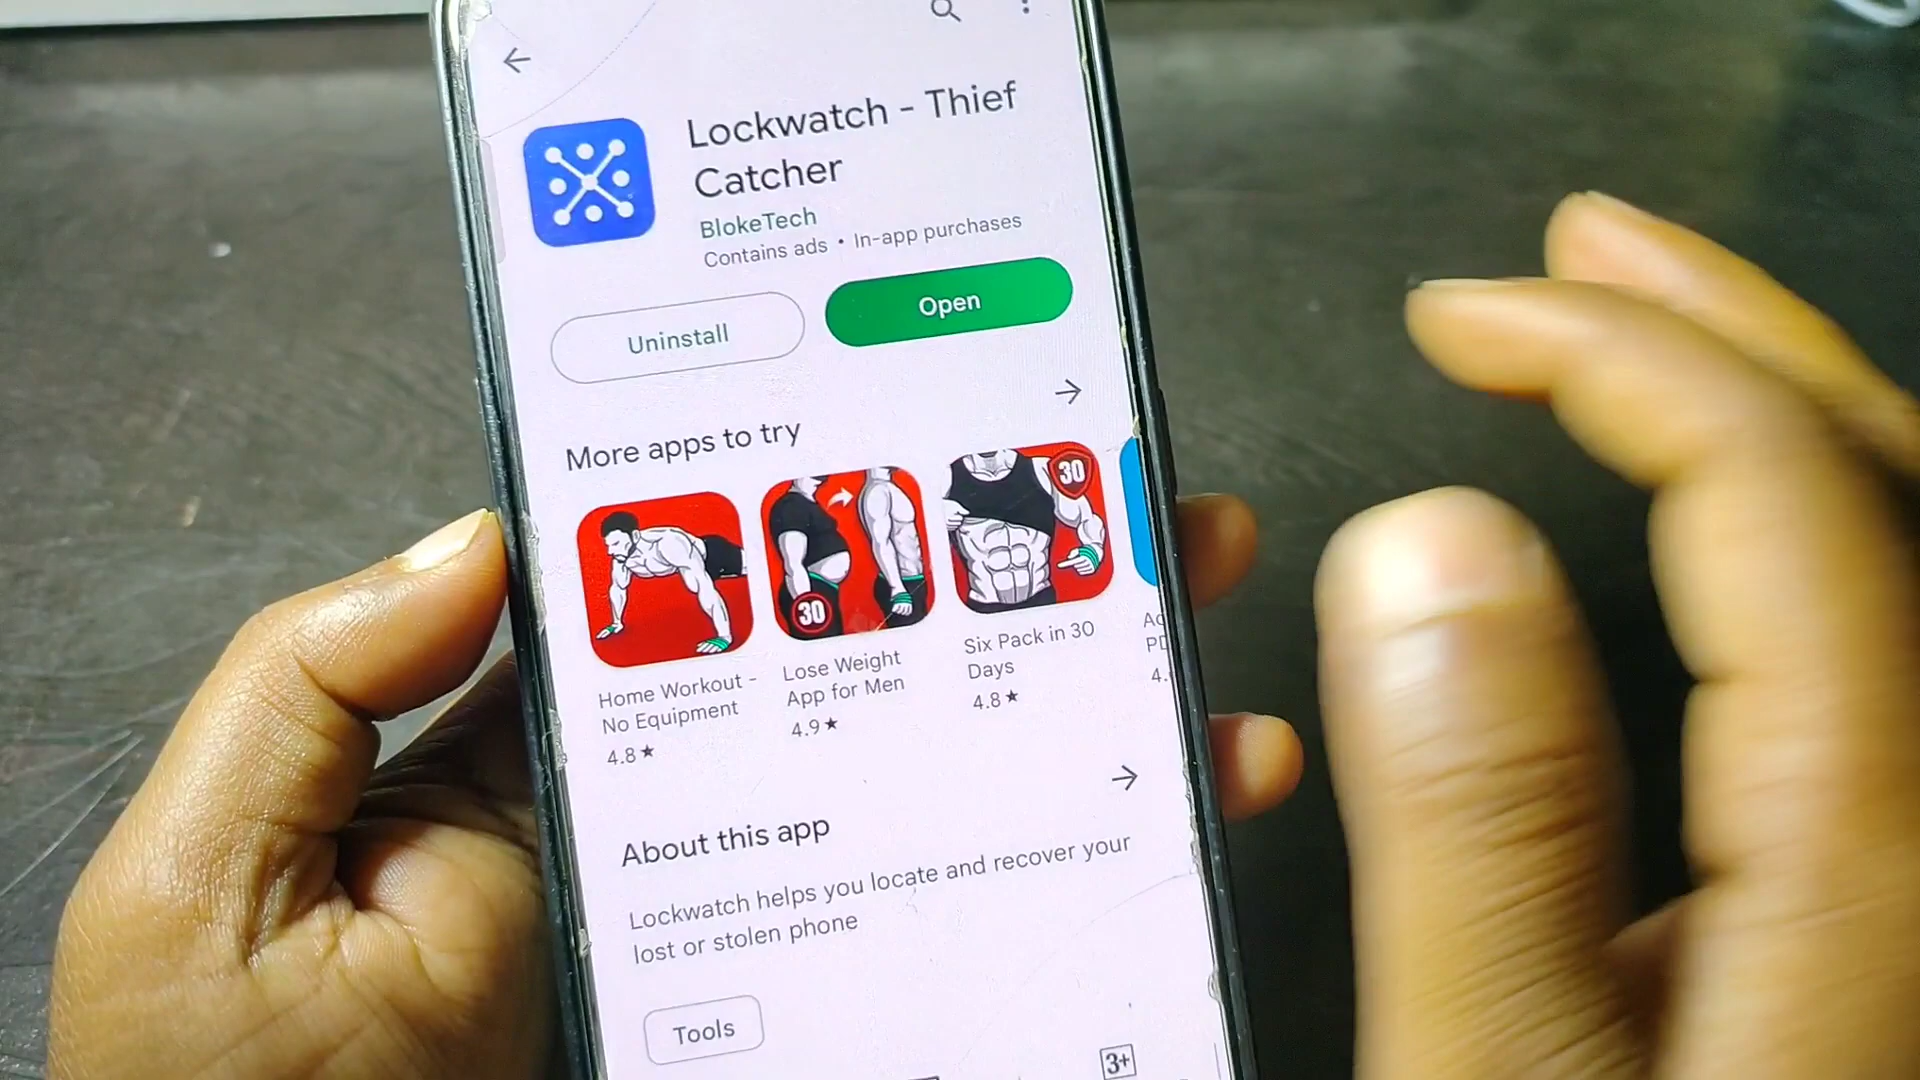 Lockwatch - Thief
Catcher
BlokeTech
Contains ads • In-app purchases
Uninstall
Open
More apps to try
30
30
Home Workout -
No Equipment
4.8★
Lose Weight
App for Men
4.9★
Six Pack in 30
Days
4.8★
4.
About this app
Lockwatch helps you locate and recover your
lost or stolen phone
Tools
3+